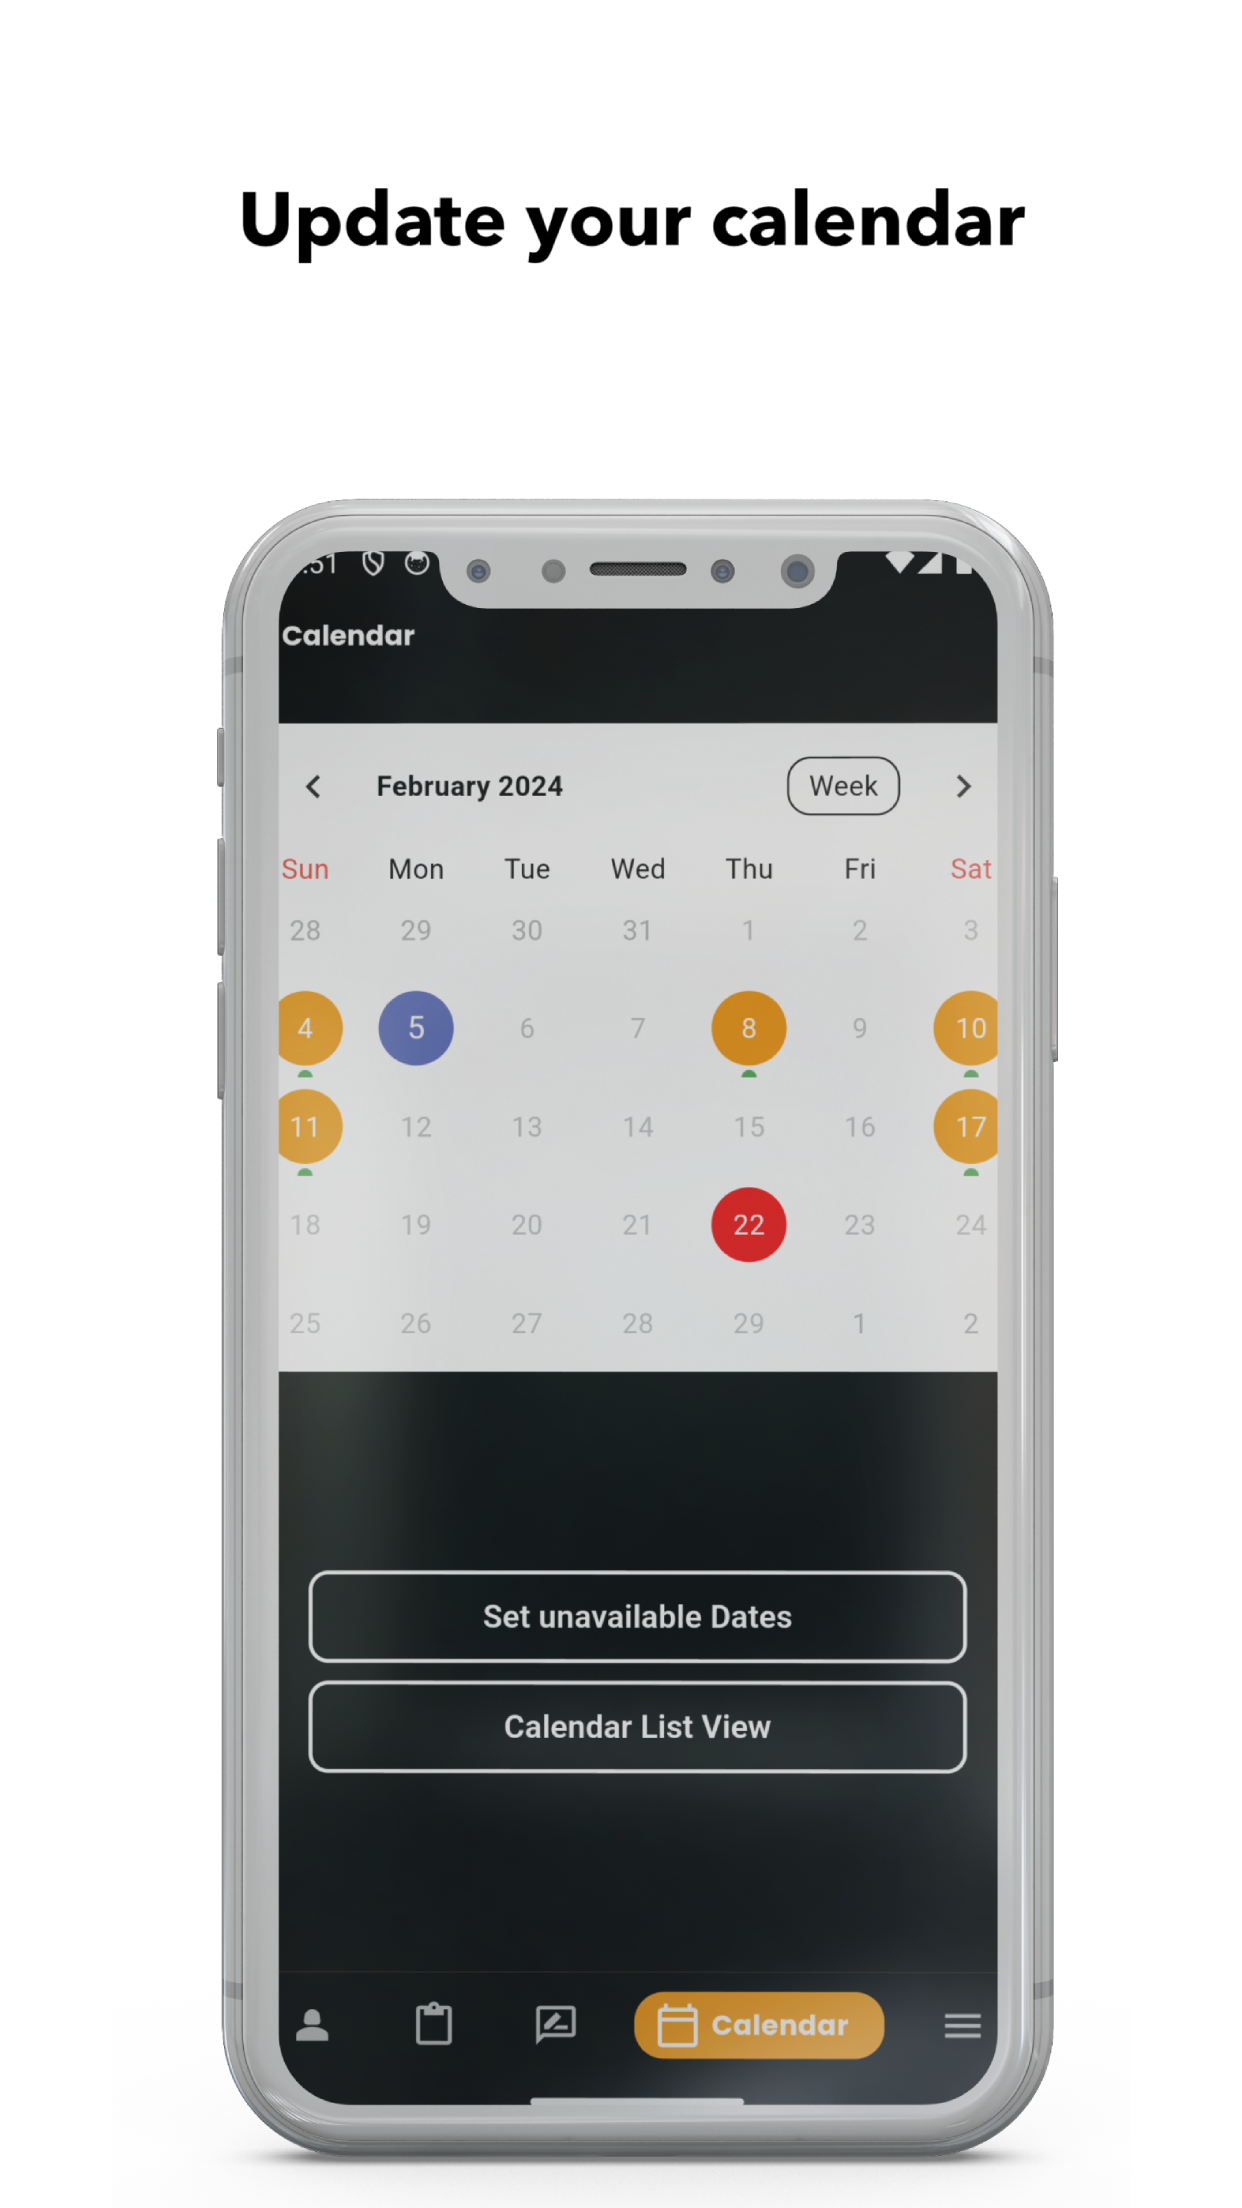 Update your calendar
:51
Calendar
February 2024 Week
Sun Mon Tue Wed Thu Fri Sat
28 29 30 31 1 2 3
4 5 6 7 8 9 10
11 12 13 14 15 16 17
18 19 20 21 22 23 24
25 26 27 28 29 1 2
Set unavailable Dates
Calendar List View
Calendar